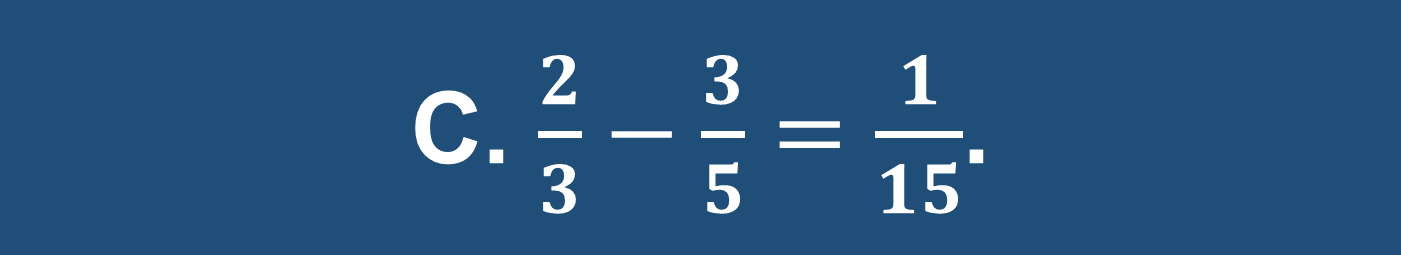 C. 2/3 − 3/5 = 1/15.